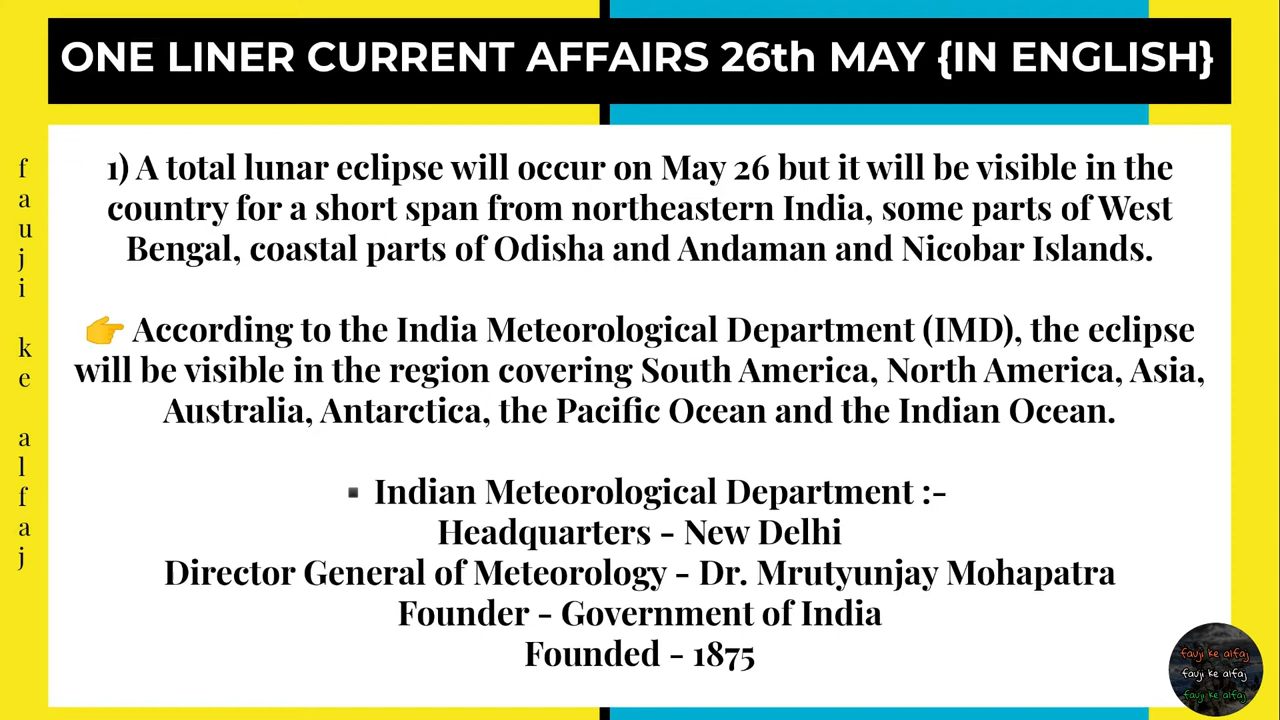 ONE LINER CURRENT AFFAIRS 26th MAY {IN ENGLISH}
fauji ke alfaj
1) A total lunar eclipse will occur on May 26 but it will be visible in the
country for a short span from northeastern India, some parts of West
Bengal, coastal parts of Odisha and Andaman and Nicobar Islands.
👉 According to the India Meteorological Department (IMD), the eclipse
will be visible in the region covering South America, North America, Asia,
Australia, Antarctica, the Pacific Ocean and the Indian Ocean.
▪ Indian Meteorological Department :-
Headquarters - New Delhi
Director General of Meteorology - Dr. Mrutyunjay Mohapatra
Founder - Government of India
Founded - 1875
fauji ke alfaj
fauji ke alfaj
fauji ke alfaj